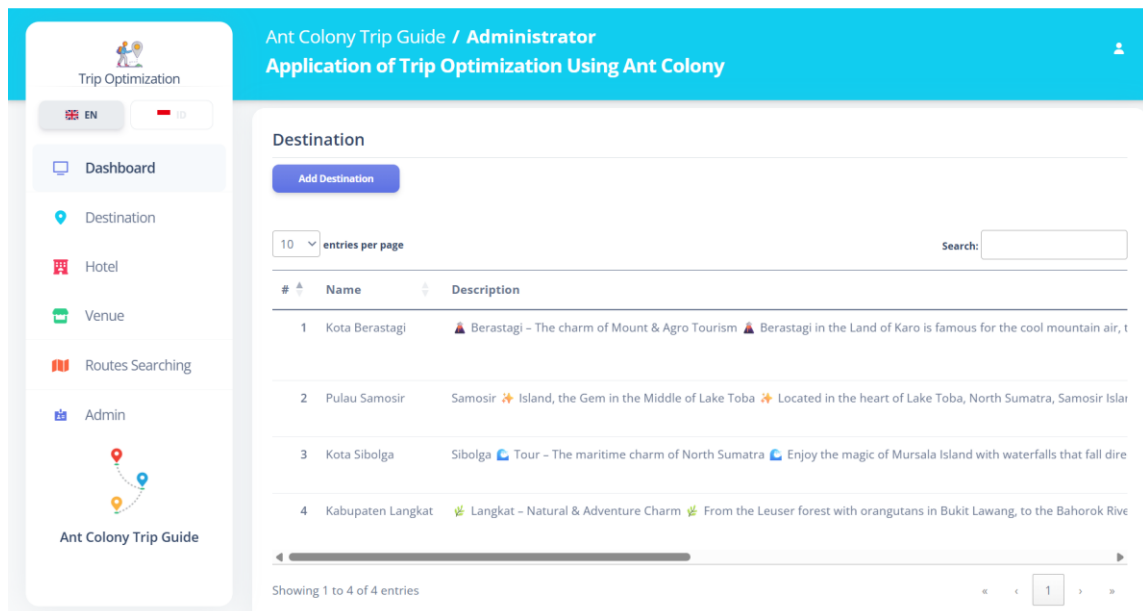 Trip Optimization
EN
ID
Dashboard
Destination
Hotel
Venue
Routes Searching
Admin
Ant Colony Trip Guide
Ant Colony Trip Guide / Administrator
Application of Trip Optimization Using Ant Colony
Destination
Add Destination
10 entries per page
Search:
# Name Description
1 Kota Berastagi 🌋 Berastagi – The charm of Mount & Agro Tourism 🌋 Berastagi in the Land of Karo is famous for the cool mountain air, t
2 Pulau Samosir Samosir ✨ Island, the Gem in the Middle of Lake Toba ✨ Located in the heart of Lake Toba, North Sumatra, Samosir Islan
3 Kota Sibolga Sibolga 🌊 Tour – The maritime charm of North Sumatra 🌊 Enjoy the magic of Mursala Island with waterfalls that fall dire
4 Kabupaten Langkat 🌿 Langkat – Natural & Adventure Charm 🌿 From the Leuser forest with orangutans in Bukit Lawang, to the Bahorok Rive
Showing 1 to 4 of 4 entries
« ‹ 1 › »